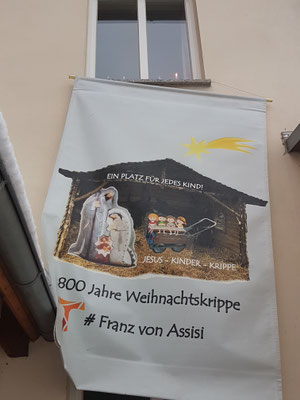 EIN PLATZ FÜR JEDES KIND!
JESUS - KINDER - KRIPPE
800 Jahre Weihnachtskrippe
# Franz von Assisi